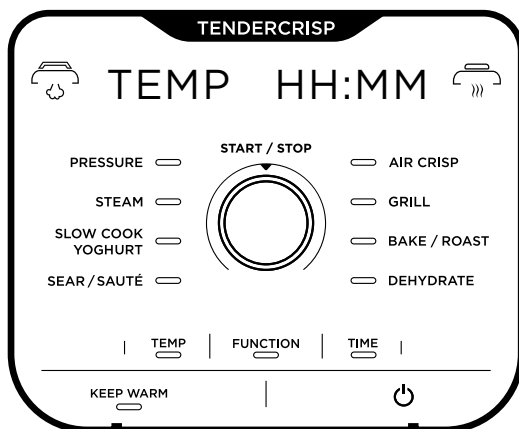 TENDERCRISP
TEMP HH:MM
START / STOP
PRESSURE
STEAM
SLOW COOK
YOGHURT
SEAR / SAUTÉ
AIR CRISP
GRILL
BAKE / ROAST
DEHYDRATE
TEMP
FUNCTION
TIME
KEEP WARM